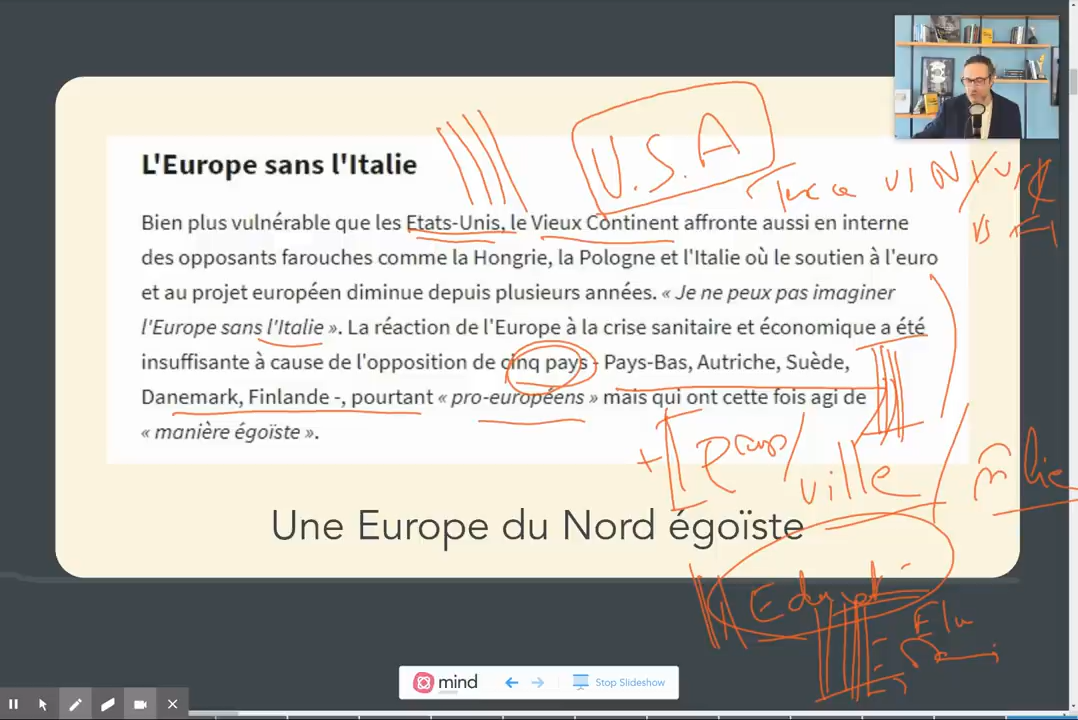 U.S.A
L'Europe sans l'Italie
Bien plus vulnérable que les Etats-Unis, le Vieux Continent affronte aussi en interne
des opposants farouches comme la Hongrie, la Pologne et l'Italie où le soutien à l'euro
et au projet européen diminue depuis plusieurs années. « Je ne peux pas imaginer
l'Europe sans l'Italie ». La réaction de l'Europe à la crise sanitaire et économique a été
insuffisante à cause de l'opposition de cinq pays - Pays-Bas, Autriche, Suède,
Danemark, Finlande -, pourtant « pro-européens » mais qui ont cette fois agi de
« manière égoïste ».
+ Pays/
ville
Une Europe du Nord égoïste
mind
Stop Slideshow